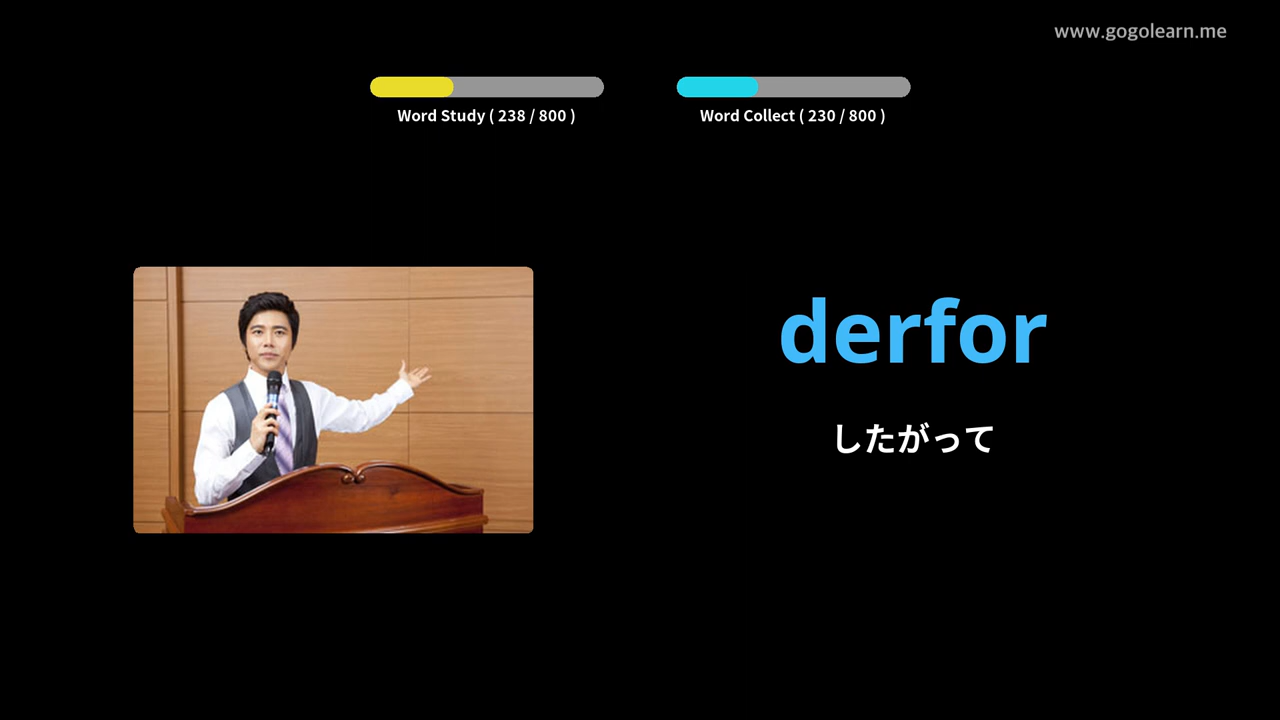 www.gogolearn.me
Word Study ( 238 / 800 )
Word Collect ( 230 / 800 )
derfor
したがって